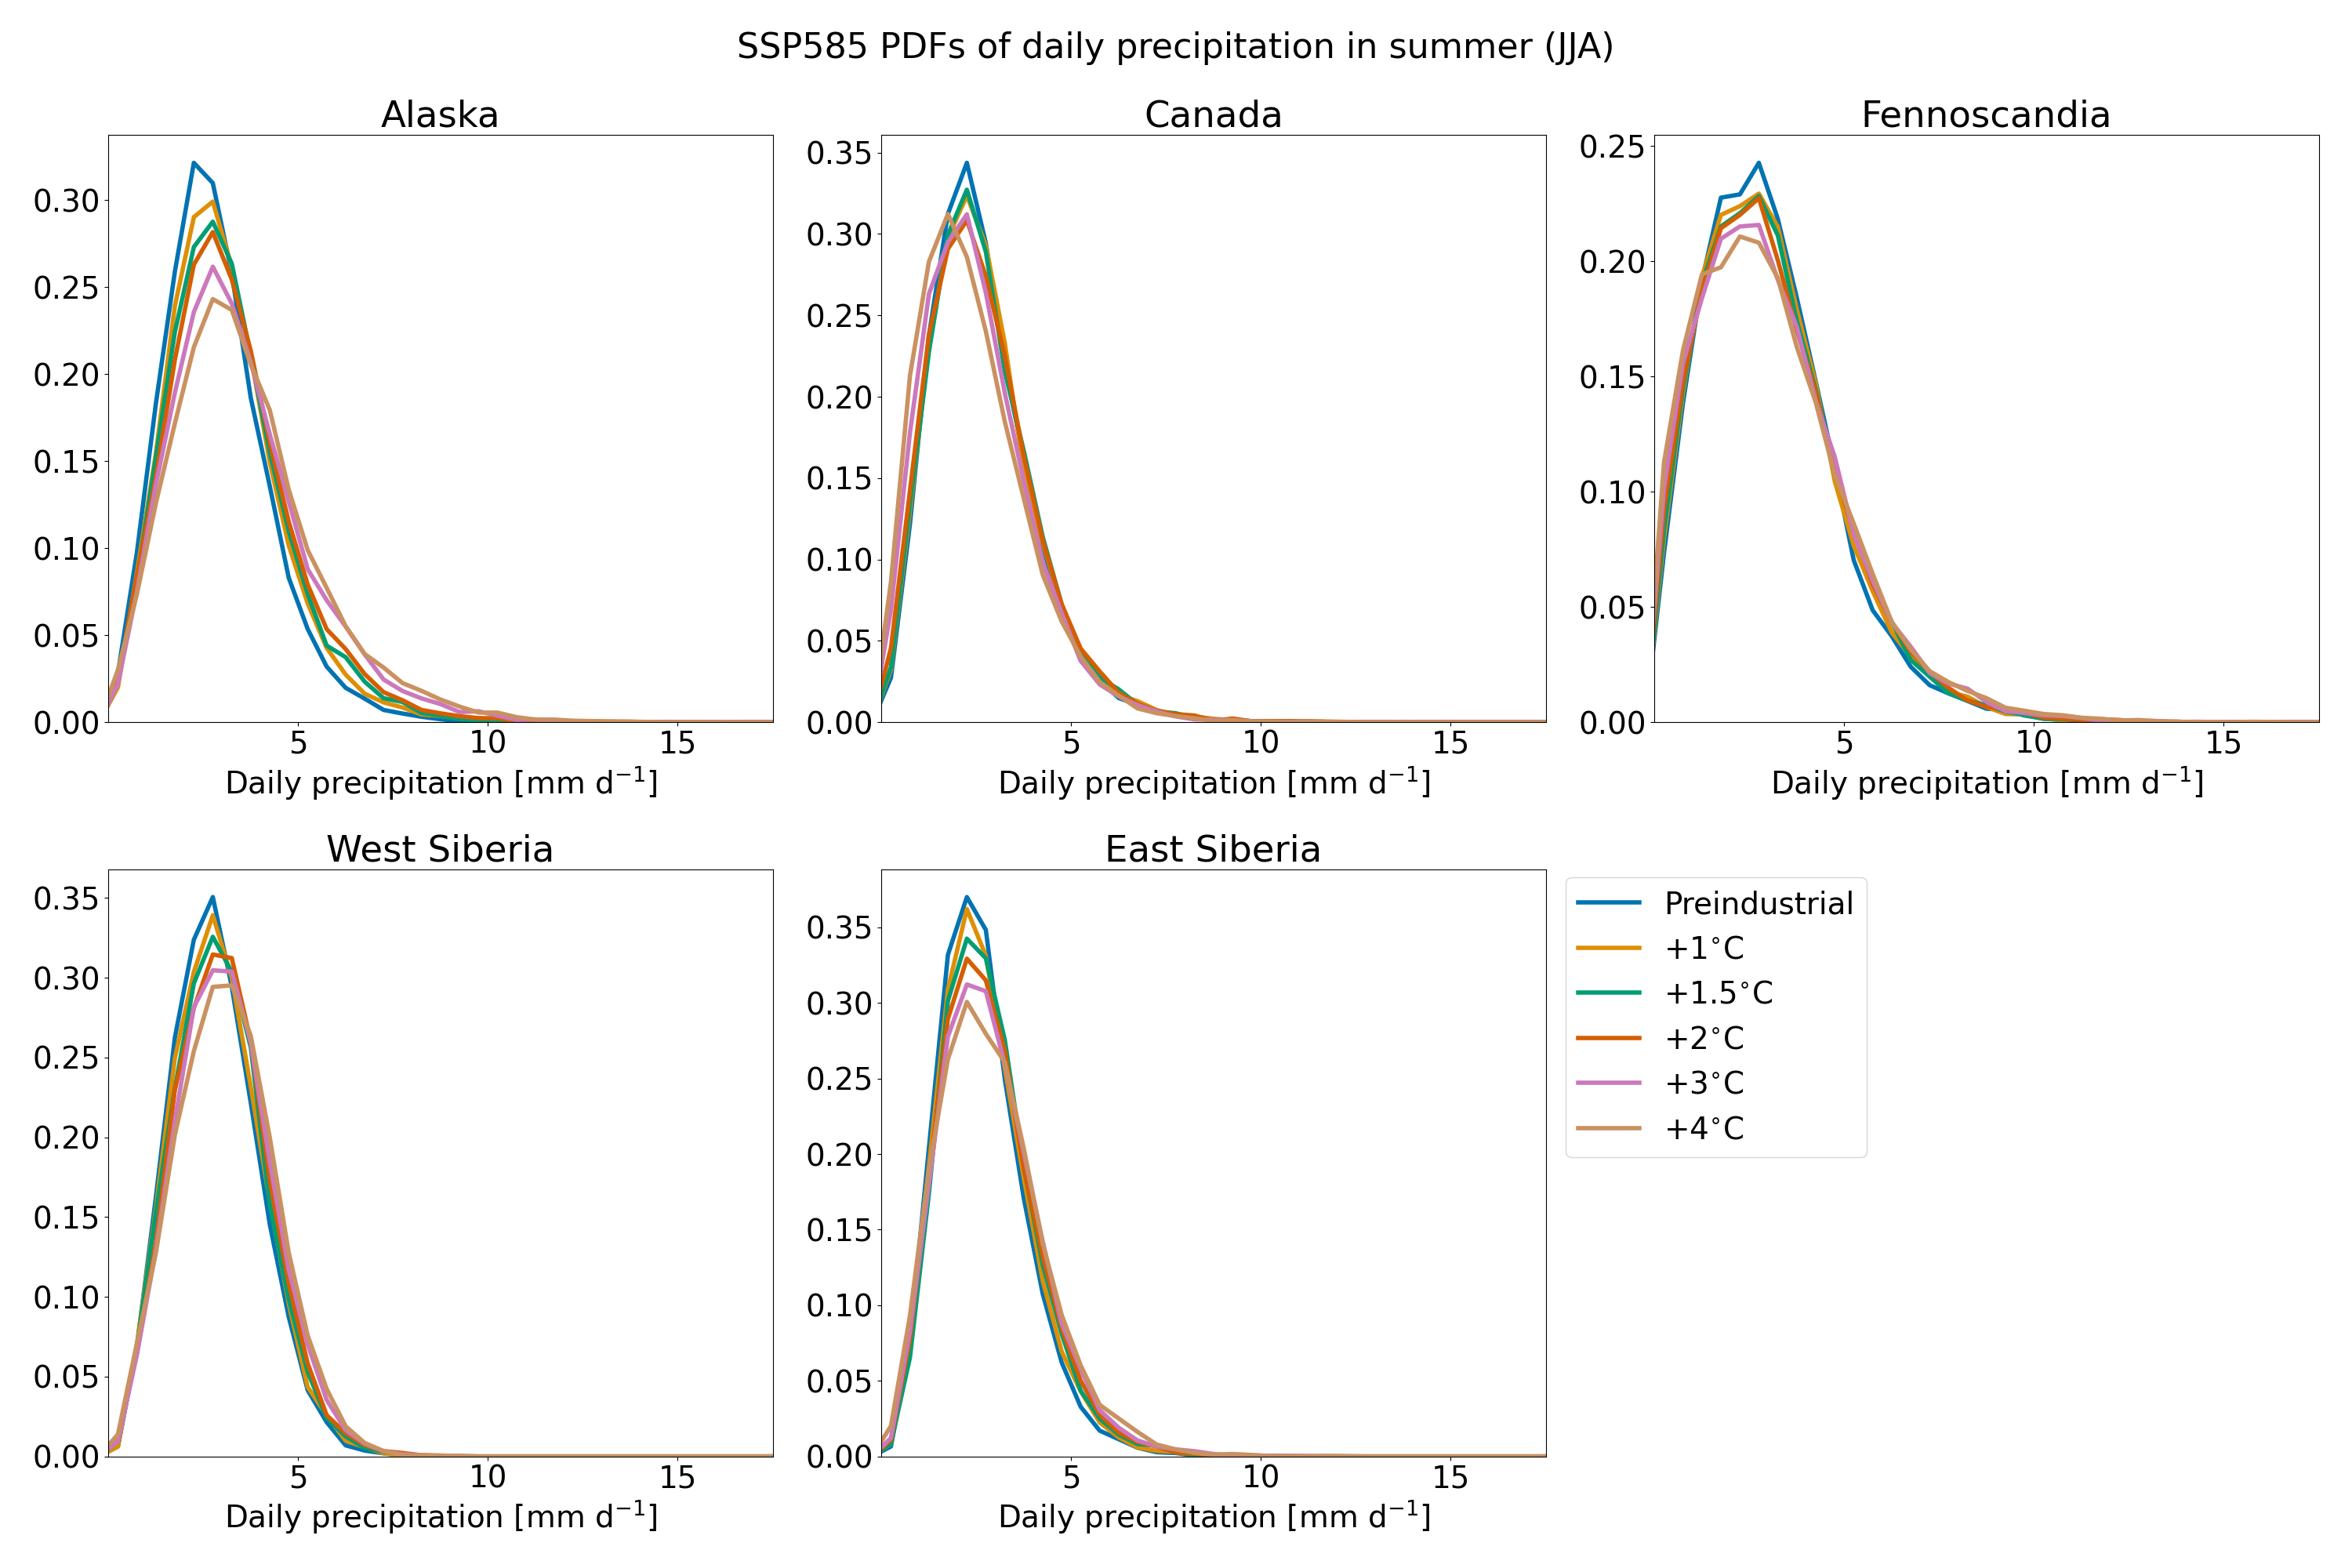 SSP585 PDFs of daily precipitation in summer (JJA)
Alaska
0.30
0.25
0.20
0.15
0.10
0.05
0.00
5 10 15
Daily precipitation [mm d⁻¹]
Canada
0.35
0.30
0.25
0.20
0.15
0.10
0.05
0.00
5 10 15
Daily precipitation [mm d⁻¹]
Fennoscandia
0.25
0.20
0.15
0.10
0.05
0.00
5 10 15
Daily precipitation [mm d⁻¹]
West Siberia
0.35
0.30
0.25
0.20
0.15
0.10
0.05
0.00
5 10 15
Daily precipitation [mm d⁻¹]
East Siberia
0.35
0.30
0.25
0.20
0.15
0.10
0.05
0.00
5 10 15
Daily precipitation [mm d⁻¹]
Preindustrial
+1°C
+1.5°C
+2°C
+3°C
+4°C